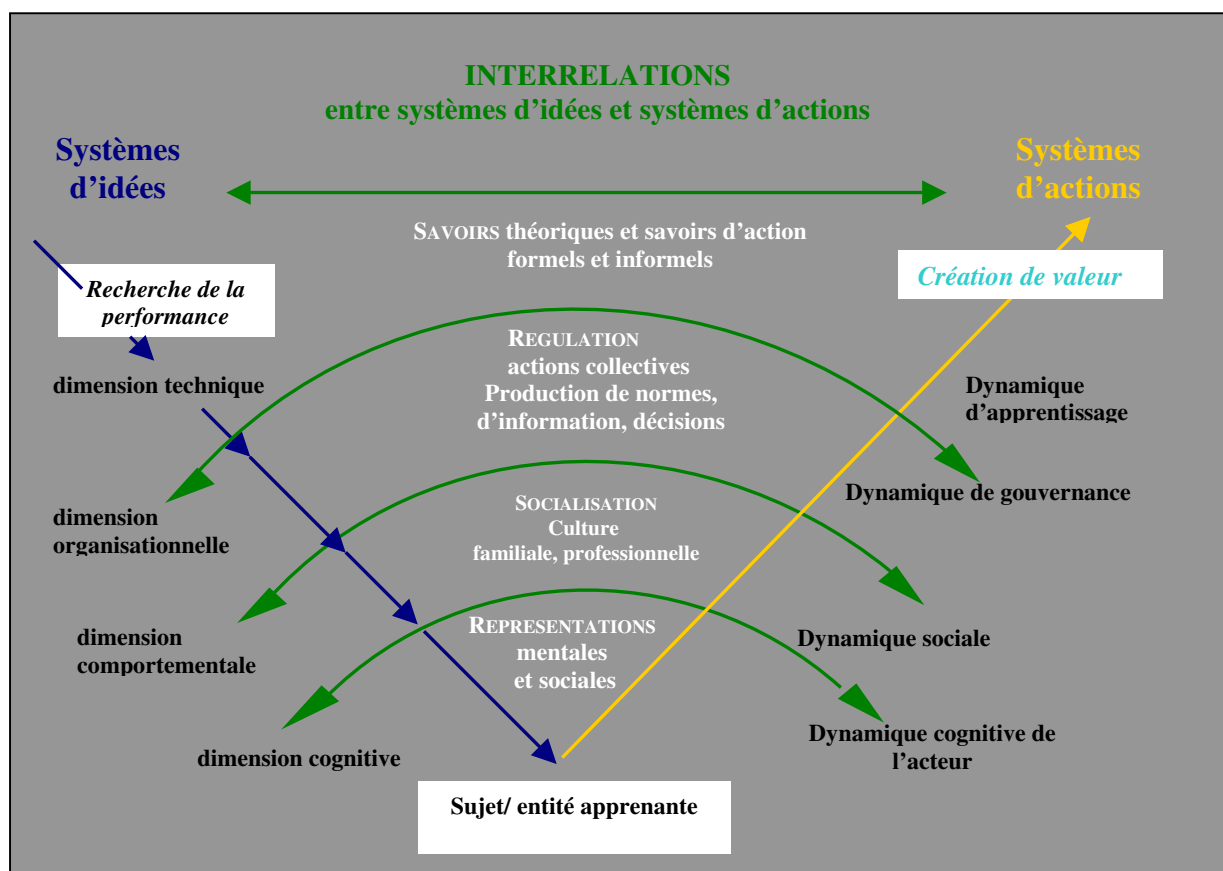 INTERRELATIONS
entre systèmes d’idées et systèmes d’actions
Systèmes
d’idées
Systèmes
d’actions
SAVOIRS théoriques et savoirs d’action
formels et informels
Recherche de la
performance
Création de valeur
REGULATION
actions collectives
Production de normes,
d’information, décisions
dimension technique
Dynamique
d’apprentissage
Dynamique de gouvernance
dimension
organisationnelle
SOCIALISATION
Culture
familiale, professionnelle
dimension
comportementale
REPRESENTATIONS
mentales
et sociales
Dynamique sociale
dimension cognitive
Dynamique cognitive de
l’acteur
Sujet/ entité apprenante